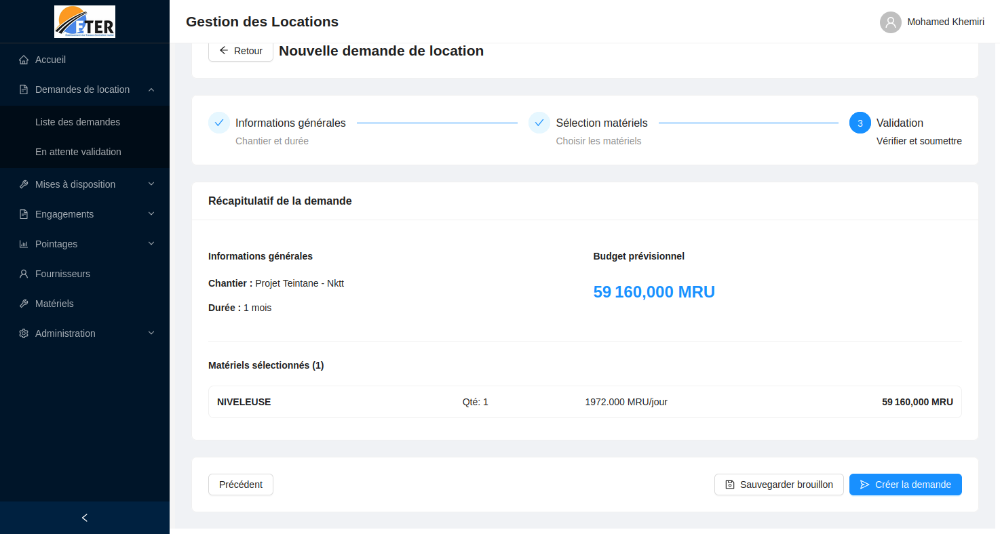 ETER
Gestion des Locations
Mohamed Khemiri
Accueil
Demandes de location
Liste des demandes
En attente validation
Mises à disposition
Engagements
Pointages
Fournisseurs
Matériels
Administration
Retour
Nouvelle demande de location
Informations générales
Chantier et durée
Sélection matériels
Choisir les matériels
3
Validation
Vérifier et soumettre
Récapitulatif de la demande
Informations générales
Chantier : Projet Teintane - Nktt
Durée : 1 mois
Budget prévisionnel
59 160,000 MRU
Matériels sélectionnés (1)
NIVELEUSE Qté: 1 1972.000 MRU/jour 59 160,000 MRU
Précédent
Sauvegarder brouillon
Créer la demande